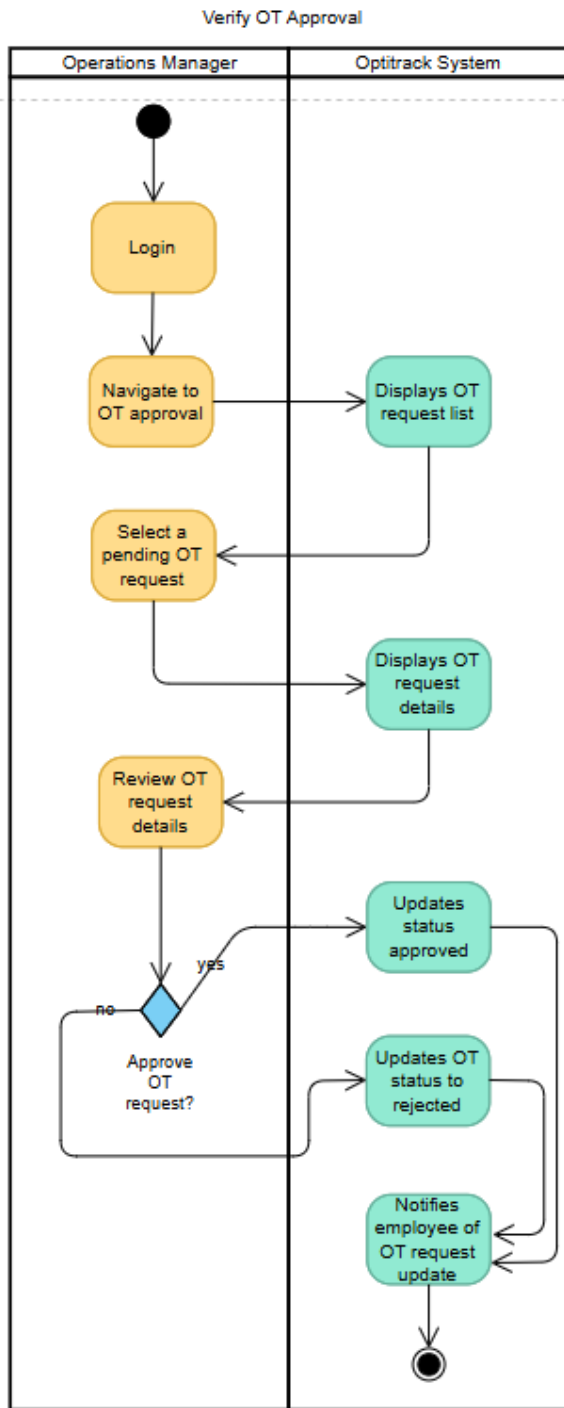 Verify OT Approval
Operations Manager
Optitrack System
Login
Navigate to
OT approval
Displays OT
request list
Select a
pending OT
request
Displays OT
request
details
Review OT
request
details
Updates
status
approved
yes
no
Approve
OT
request?
Updates OT
status to
rejected
Notifies
employee of
OT request
update